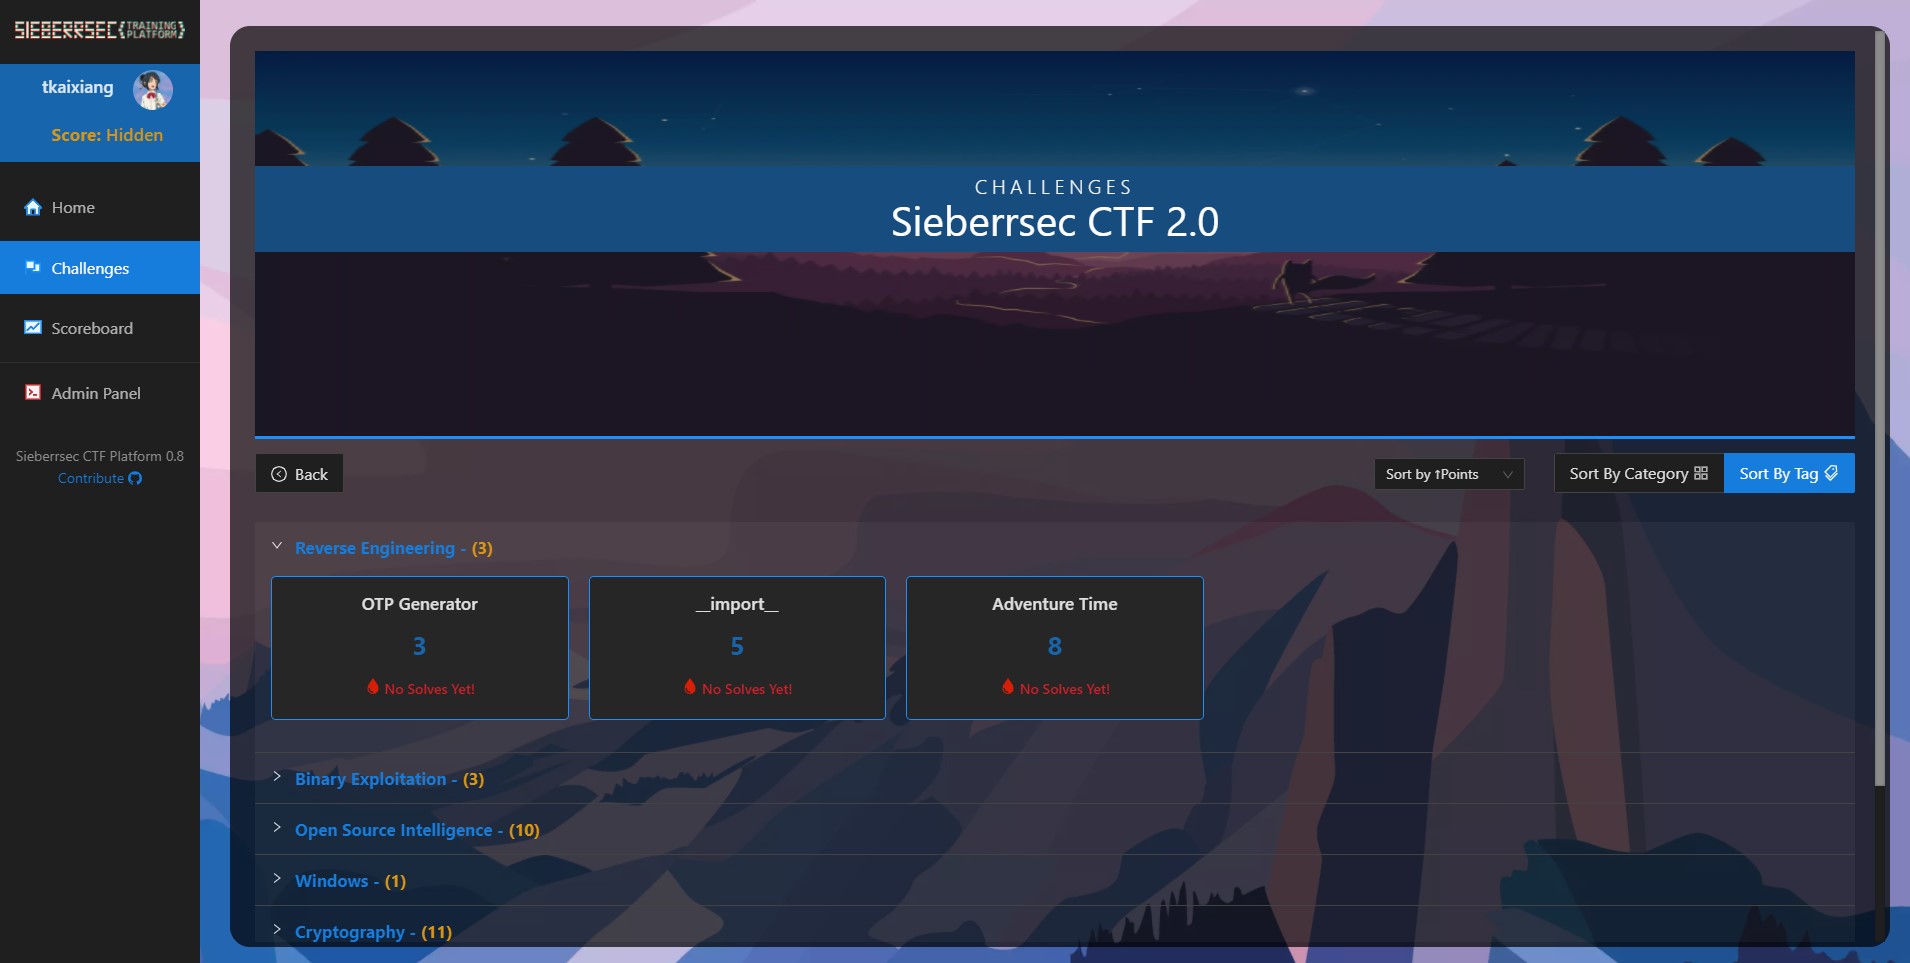 SIEBERRSEC{TRAINING PLATFORM}
tkaixiang
Score: Hidden
Home
Challenges
Scoreboard
Admin Panel
Sieberrsec CTF Platform 0.8
Contribute
CHALLENGES
Sieberrsec CTF 2.0
Back
Sort by ↑Points
Sort By Category
Sort By Tag
Reverse Engineering - (3)
OTP Generator
3
No Solves Yet!
__import__
5
No Solves Yet!
Adventure Time
8
No Solves Yet!
Binary Exploitation - (3)
Open Source Intelligence - (10)
Windows - (1)
Cryptography - (11)